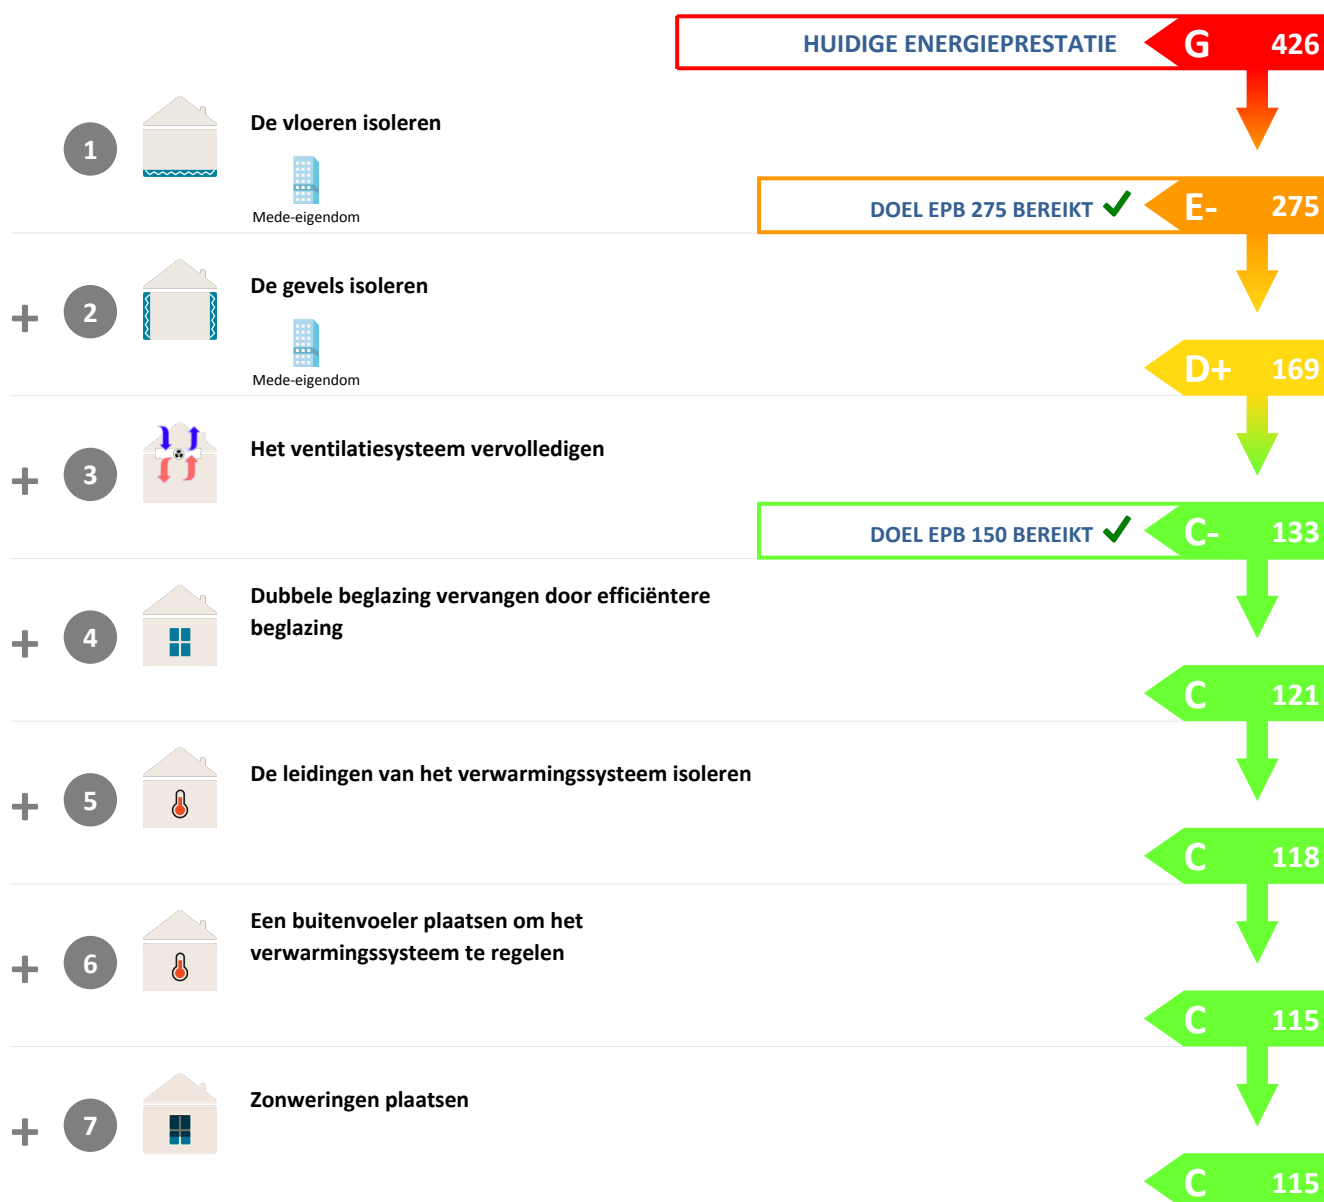 HUIDIGE ENERGIEPRESTATIE G 426
1 De vloeren isoleren
Mede-eigendom
DOEL EPB 275 BEREIKT E- 275
+ 2 De gevels isoleren
Mede-eigendom
D+ 169
+ 3 Het ventilatiesysteem vervolledigen
DOEL EPB 150 BEREIKT C- 133
+ 4 Dubbele beglazing vervangen door efficiëntere
beglazing
C 121
+ 5 De leidingen van het verwarmingssysteem isoleren
C 118
+ 6 Een buitenvoeler plaatsen om het
verwarmingssysteem te regelen
C 115
+ 7 Zonweringen plaatsen
C 115